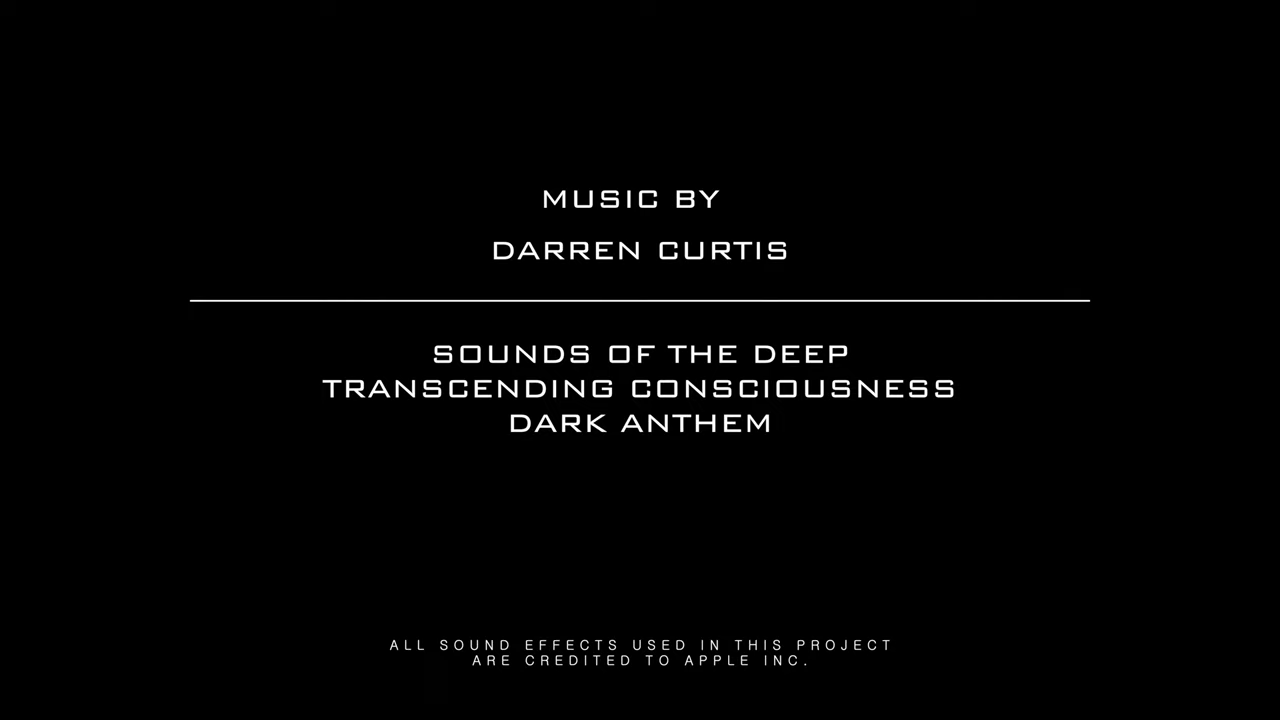 MUSIC BY
DARREN CURTIS
SOUNDS OF THE DEEP
TRANSCENDING CONSCIOUSNESS
DARK ANTHEM
ALL SOUND EFFECTS USED IN THIS PROJECT
ARE CREDITED TO APPLE INC.